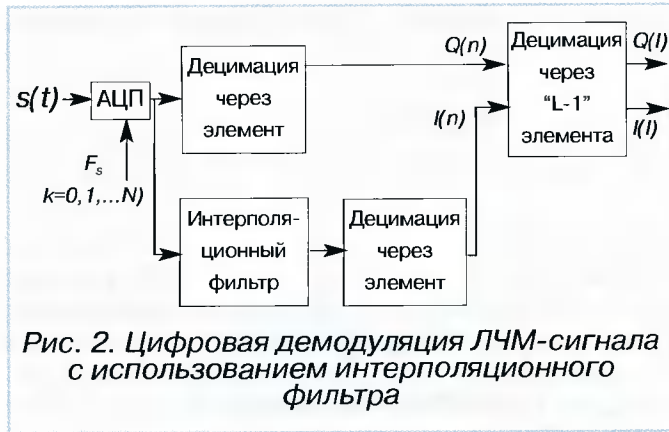 s(t)
АЦП
F_s
k=0,1,...N)
Децимация
через
элемент
Q(n)
I(n)
Децимация
через
"L-1"
элемента
Q(l)
I(l)
Интерполя-
ционный
фильтр
Децимация
через
элемент
Рис. 2. Цифровая демодуляция ЛЧМ-сигнала
с использованием интерполяционного
фильтра